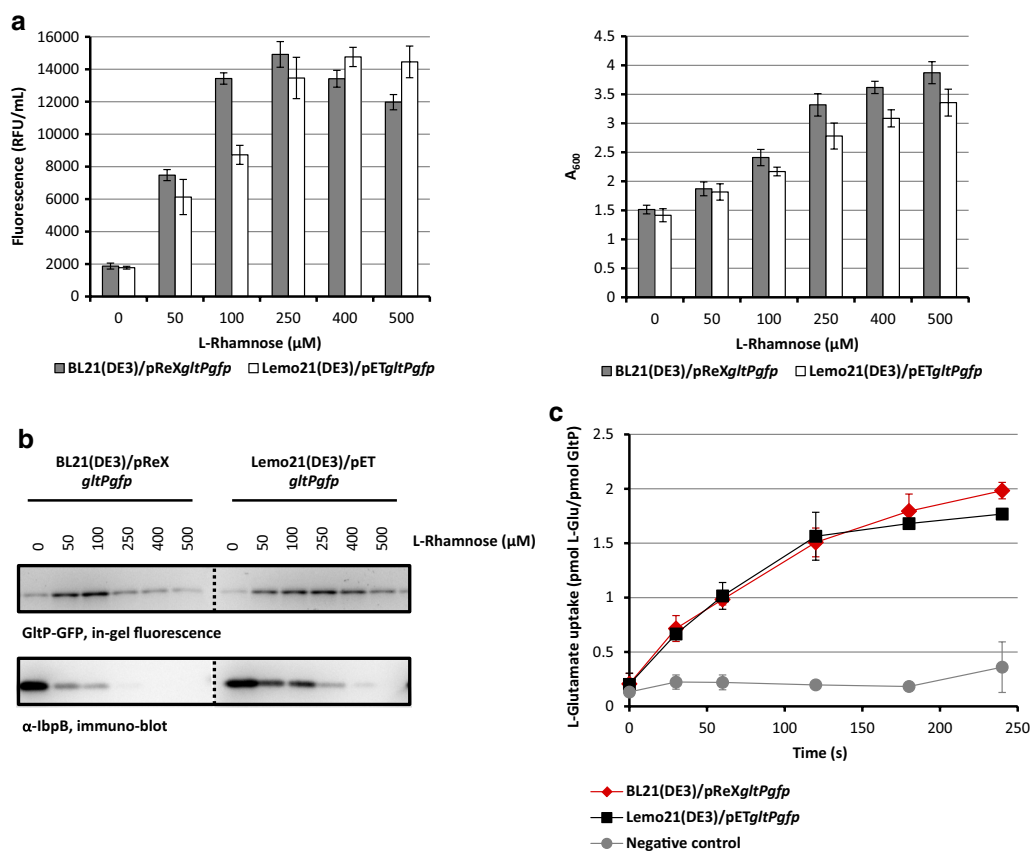 a
Fluorescence (RFU/mL)
16000
14000
12000
10000
8000
6000
4000
2000
0
0 50 100 250 400 500
L-Rhamnose (µM)
BL21(DE3)/pReXgltPgfp Lemo21(DE3)/pETgltPgfp
A600
4.5
4
3.5
3
2.5
2
1.5
1
0.5
0
0 50 100 250 400 500
L-Rhamnose (µM)
BL21(DE3)/pReXgltPgfp Lemo21(DE3)/pETgltPgfp
b
BL21(DE3)/pReX
gltPgfp
Lemo21(DE3)/pET
gltPgfp
0 50 100 250 400 500 0 50 100 250 400 500 L-Rhamnose (µM)
GltP-GFP, in-gel fluorescence
α-IbpB, immuno-blot
c
L-Glutamate uptake (pmol L-Glu/pmol GltP)
2.5
2
1.5
1
0.5
0
0 50 100 150 200 250
Time (s)
BL21(DE3)/pReXgltPgfp
Lemo21(DE3)/pETgltPgfp
Negative control